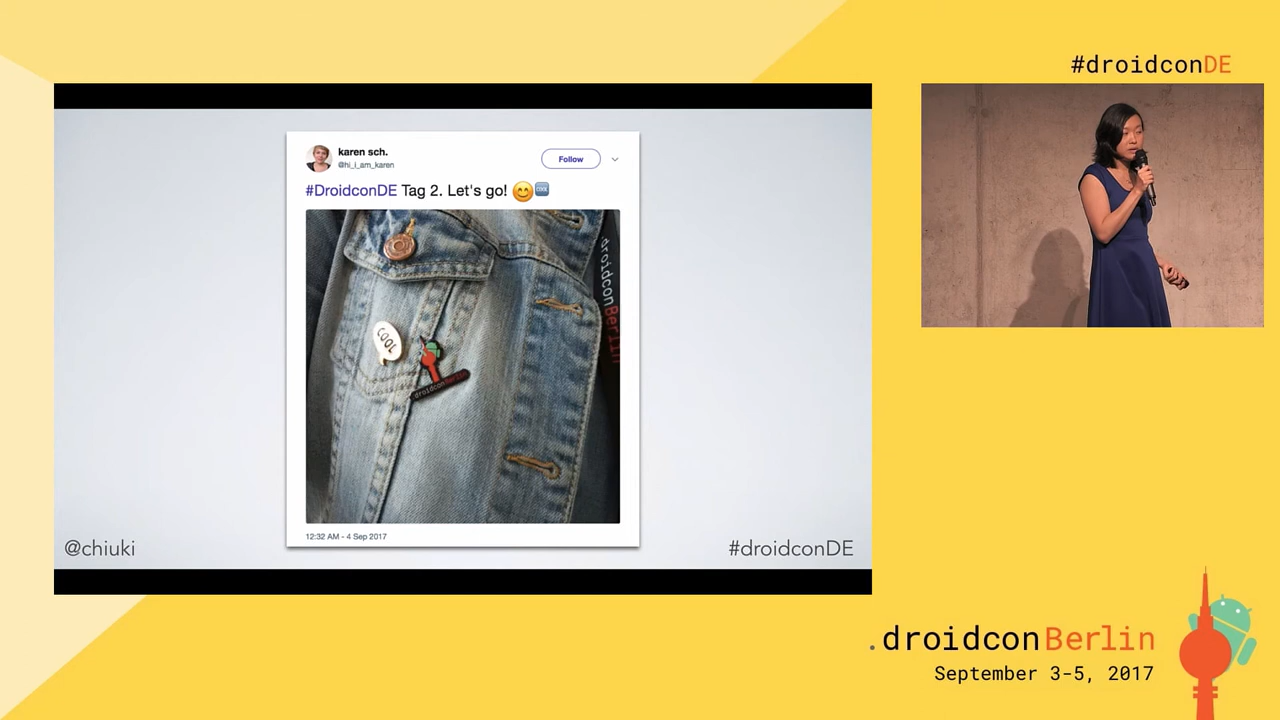 #droidconDE
karen sch.
@hi_i_am_karen
Follow
#DroidconDE Tag 2. Let's go! 😊🆒
droidconBerlin
COOL
droidconBerlin
12:32 AM - 4 Sep 2017
@chiuki
#droidconDE
.droidconBerlin
September 3-5, 2017